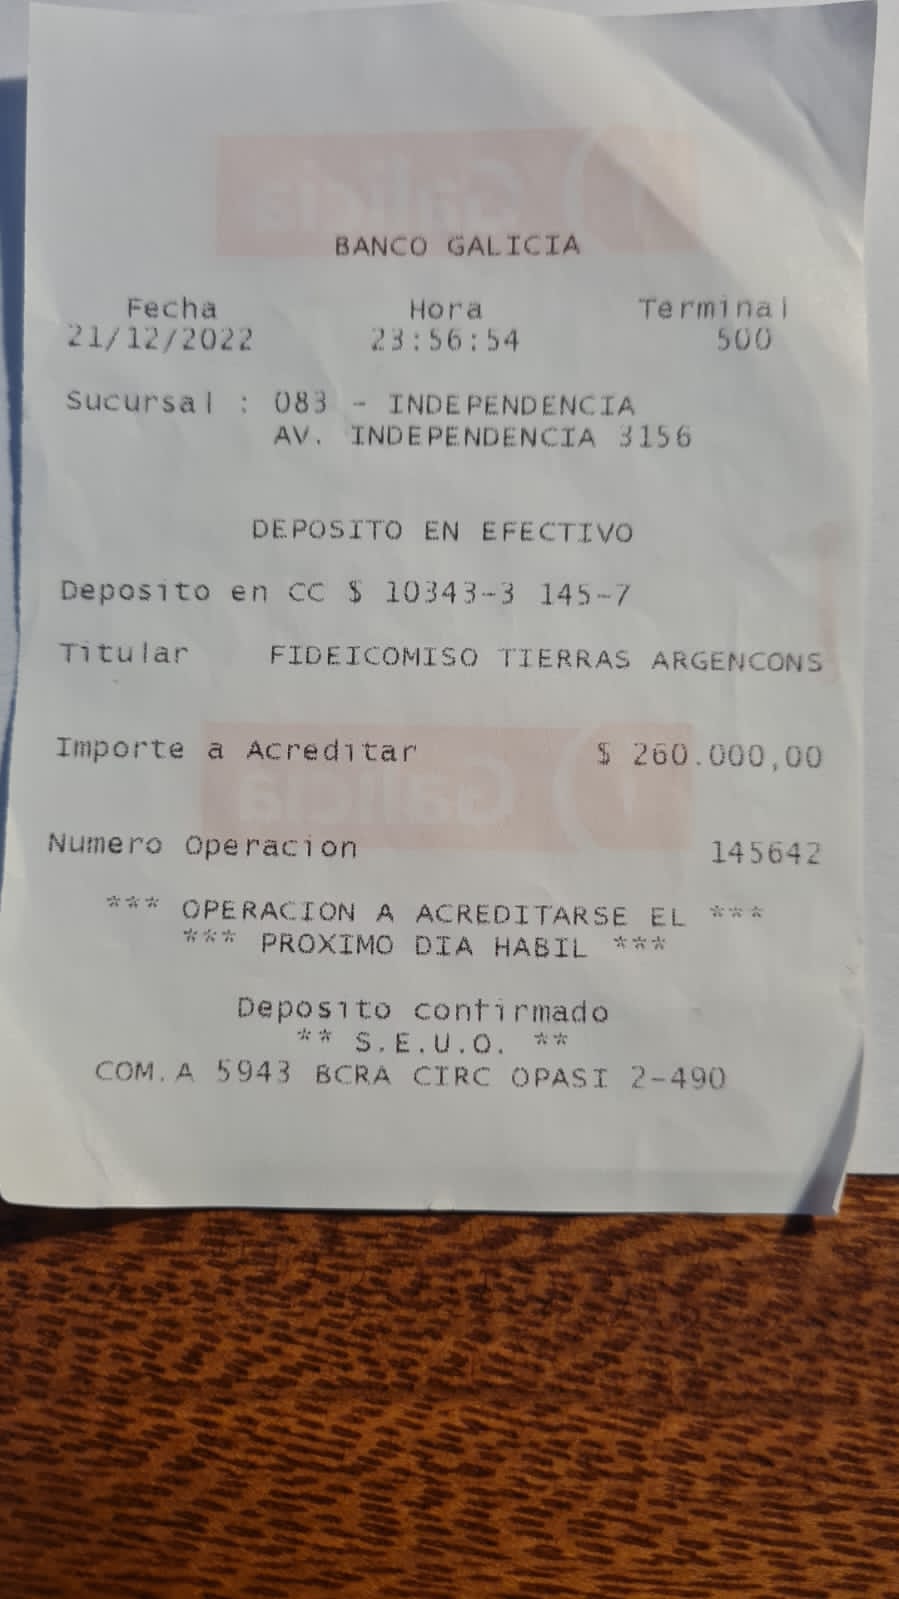 BANCO GALICIA
Fecha Hora Terminal
21/12/2022 23:56:54 500
Sucursal : 083 - INDEPENDENCIA
AV. INDEPENDENCIA 3156
DEPOSITO EN EFECTIVO
Deposito en CC $ 10343-3 145-7
Titular FIDEICOMISO TIERRAS ARGENCONS
Importe a Acreditar $ 260.000,00
Galicia
Numero Operacion 145642
*** OPERACION A ACREDITARSE EL ***
*** PROXIMO DIA HABIL ***
Deposito confirmado
** S.E.U.O. **
COM.A 5943 BCRA CIRC OPASI 2-490